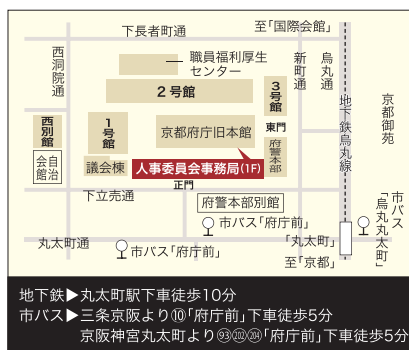 下長者町通
至「国際会館」
西洞院通
職員福利厚生
センター
新町通
烏丸通
2号館
3号館
地下鉄烏丸線
京都御苑
西別館
1号館
京都府庁旧本館
東門
府警本部
自治会館
議会棟
人事委員会事務局(1F)
正門
下立売通
府警本部別館
市バス「府庁前」
市バス
「烏丸丸太町」
丸太町通
市バス「府庁前」
「丸太町」
至「京都」
地下鉄▶丸太町駅下車徒歩10分
市バス▶三条京阪より⑩「府庁前」下車徒歩5分
京阪神宮丸太町より93 202 204「府庁前」下車徒歩5分